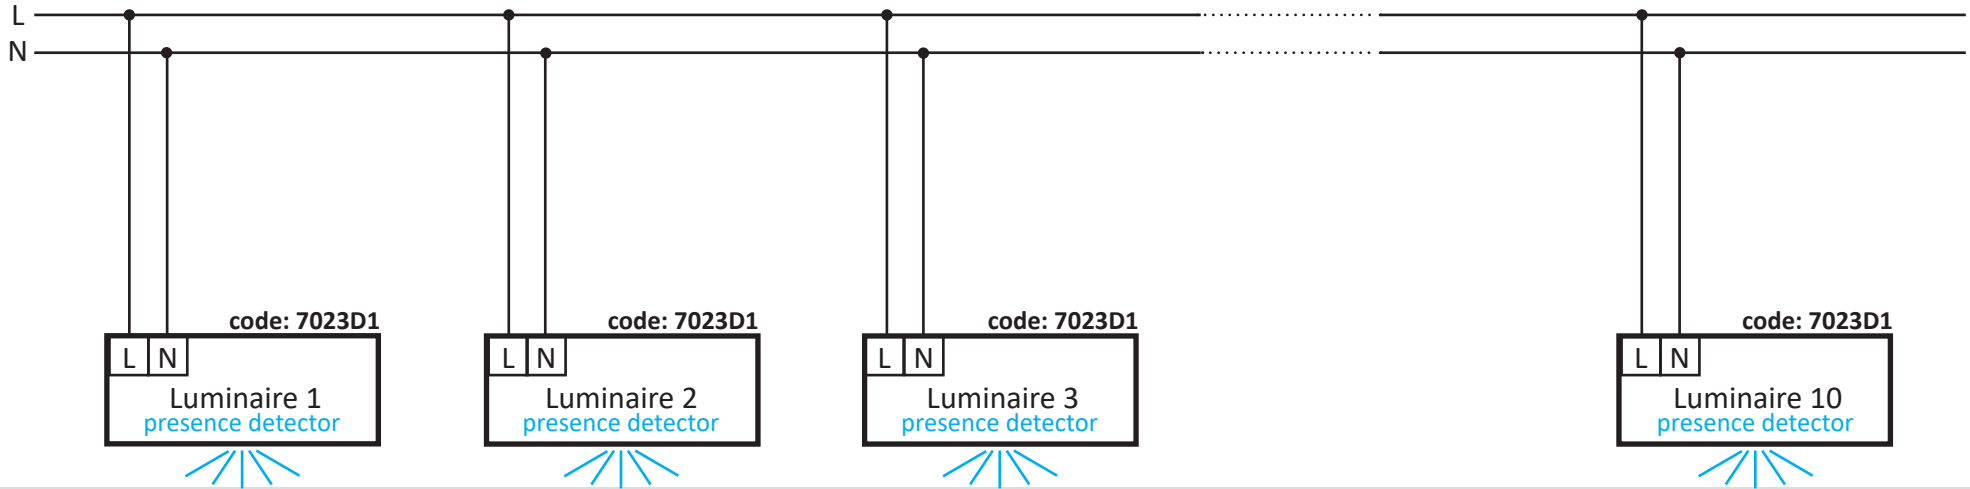 L
N
code: 7023D1
code: 7023D1
code: 7023D1
code: 7023D1
L N
L N
L N
L N
Luminaire 1
Luminaire 2
Luminaire 3
Luminaire 10
presence detector
presence detector
presence detector
presence detector